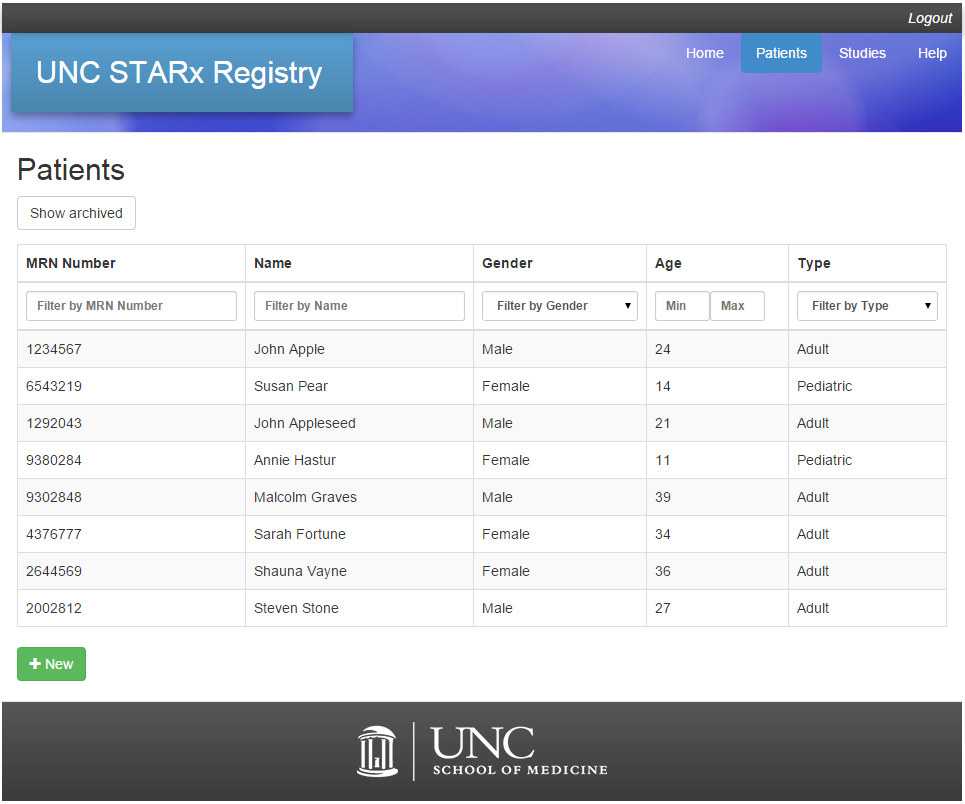 Logout
UNC STARx Registry
Home Patients Studies Help
Patients
Show archived
MRN Number Name Gender Age Type
Filter by MRN Number Filter by Name Filter by Gender Min Max Filter by Type
1234567 John Apple Male 24 Adult
6543219 Susan Pear Female 14 Pediatric
1292043 John Appleseed Male 21 Adult
9380284 Annie Hastur Female 11 Pediatric
9302848 Malcolm Graves Male 39 Adult
4376777 Sarah Fortune Female 34 Adult
2644569 Shauna Vayne Female 36 Adult
2002812 Steven Stone Male 27 Adult
+ New
UNC
SCHOOL OF MEDICINE